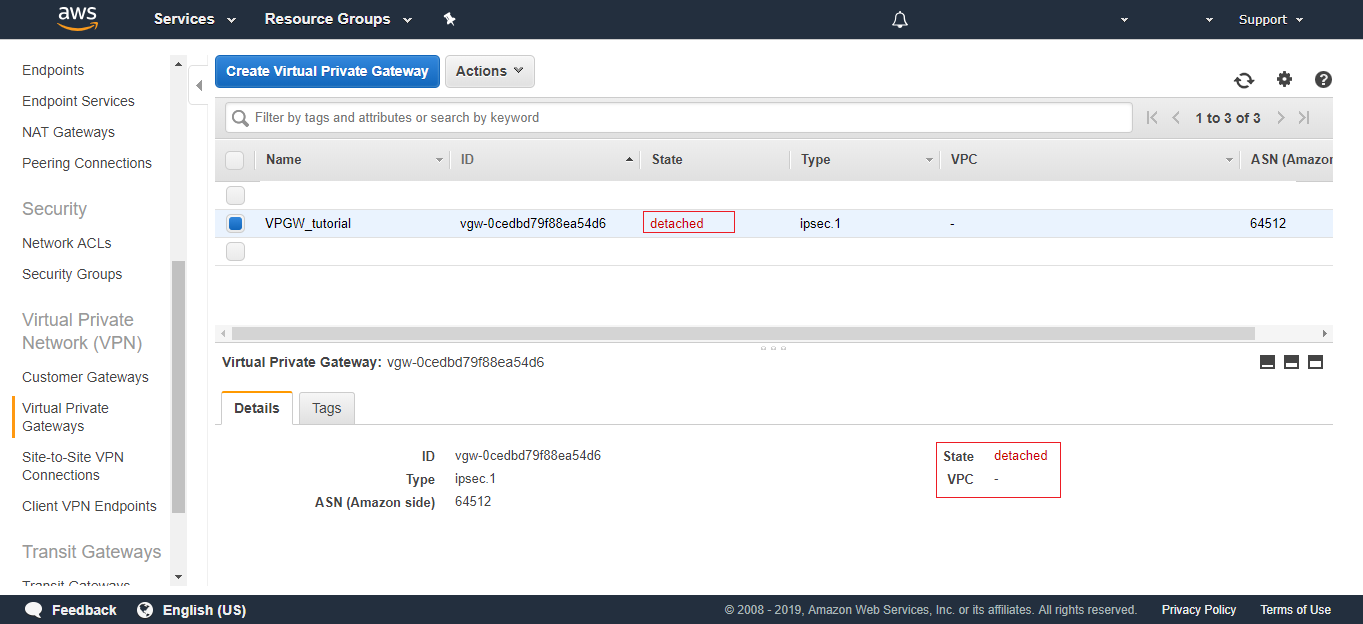 aws
Services
Resource Groups
Support
Endpoints
Endpoint Services
NAT Gateways
Peering Connections
Security
Network ACLs
Security Groups
Virtual Private
Network (VPN)
Customer Gateways
Virtual Private
Gateways
Site-to-Site VPN
Connections
Client VPN Endpoints
Transit Gateways
Transit Gateways
Create Virtual Private Gateway
Actions
Filter by tags and attributes or search by keyword
1 to 3 of 3
Name ID State Type VPC ASN (Amazon
VPGW_tutorial vgw-0cedbd79f88ea54d6 detached ipsec.1 - 64512
Virtual Private Gateway: vgw-0cedbd79f88ea54d6
Details
Tags
ID vgw-0cedbd79f88ea54d6
Type ipsec.1
ASN (Amazon side) 64512
State detached
VPC -
Feedback
English (US)
© 2008 - 2019, Amazon Web Services, Inc. or its affiliates. All rights reserved.
Privacy Policy
Terms of Use